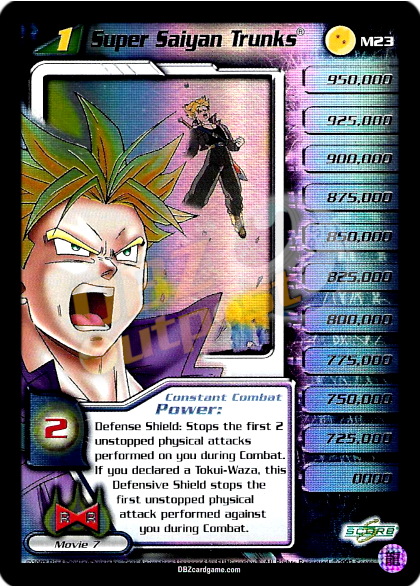 1 Super Saiyan Trunks® M23
950,000
925,000
900,000
875,000
850,000
825,000
800,000
775,000
750,000
725,000
0000
Constant Combat
Power:
2
Defense Shield: Stops the first 2
unstopped physical attacks
performed on you during Combat.
If you declared a Tokui-Waza, this
Defensive Shield stops the
first unstopped physical
attack performed against
you during Combat.
R R
Movie 7
SCORE
DBZcardgame.com
Outpost